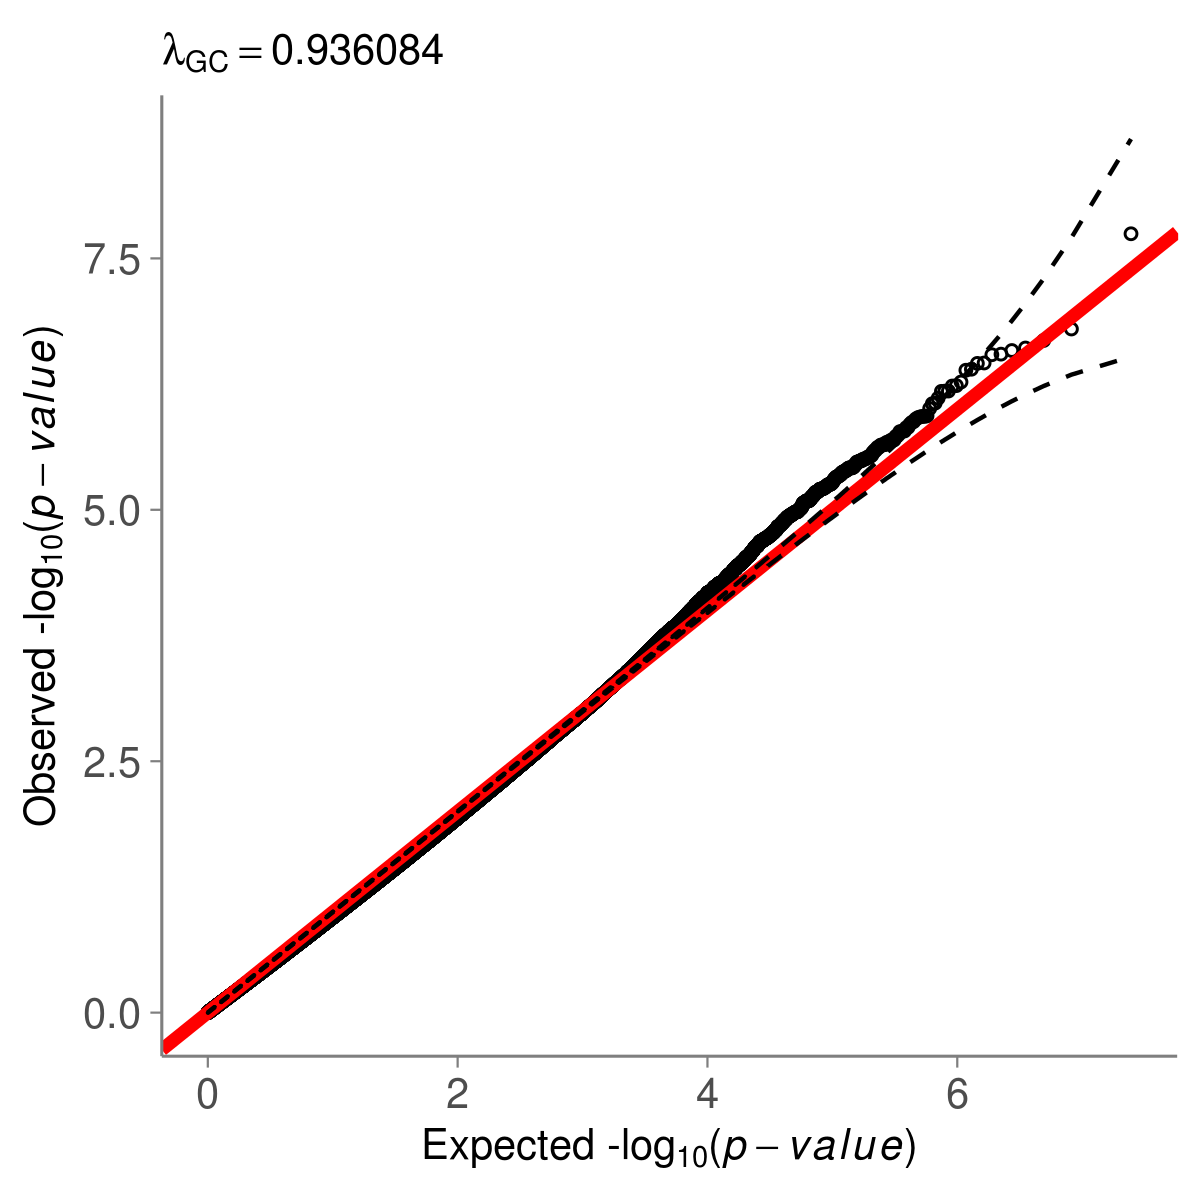 λGC = 0.936084
Observed -log10(p − value)
7.5
5.0
2.5
0.0
0 2 4 6
Expected -log10(p − value)